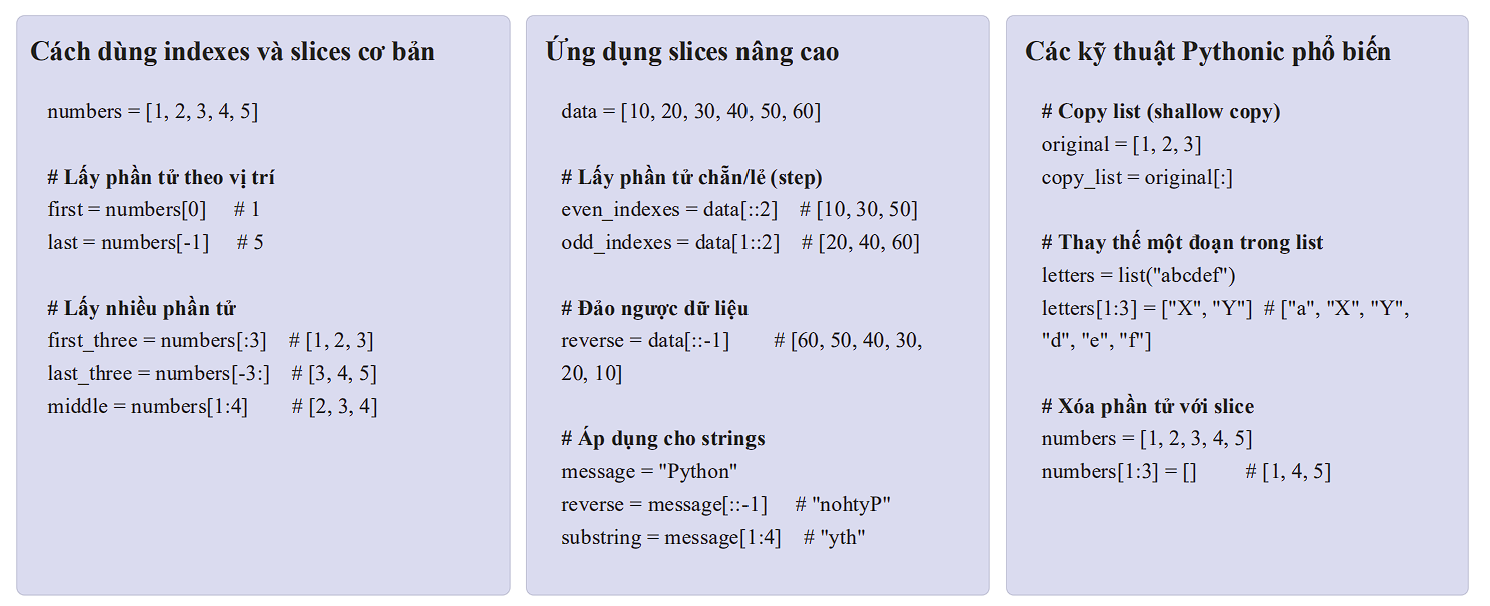 Cách dùng indexes và slices cơ bản
numbers = [1, 2, 3, 4, 5]
# Lấy phần tử theo vị trí
first = numbers[0] # 1
last = numbers[-1] # 5
# Lấy nhiều phần tử
first_three = numbers[:3] # [1, 2, 3]
last_three = numbers[-3:] # [3, 4, 5]
middle = numbers[1:4] # [2, 3, 4]
Ứng dụng slices nâng cao
data = [10, 20, 30, 40, 50, 60]
# Lấy phần tử chẵn/lẻ (step)
even_indexes = data[::2] # [10, 30, 50]
odd_indexes = data[1::2] # [20, 40, 60]
# Đảo ngược dữ liệu
reverse = data[::-1] # [60, 50, 40, 30,
20, 10]
# Áp dụng cho strings
message = "Python"
reverse = message[::-1] # "nohtyP"
substring = message[1:4] # "yth"
Các kỹ thuật Pythonic phổ biến
# Copy list (shallow copy)
original = [1, 2, 3]
copy_list = original[:]
# Thay thế một đoạn trong list
letters = list("abcdef")
letters[1:3] = ["X", "Y"] # ["a", "X", "Y",
"d", "e", "f"]
# Xóa phần tử với slice
numbers = [1, 2, 3, 4, 5]
numbers[1:3] = [] # [1, 4, 5]